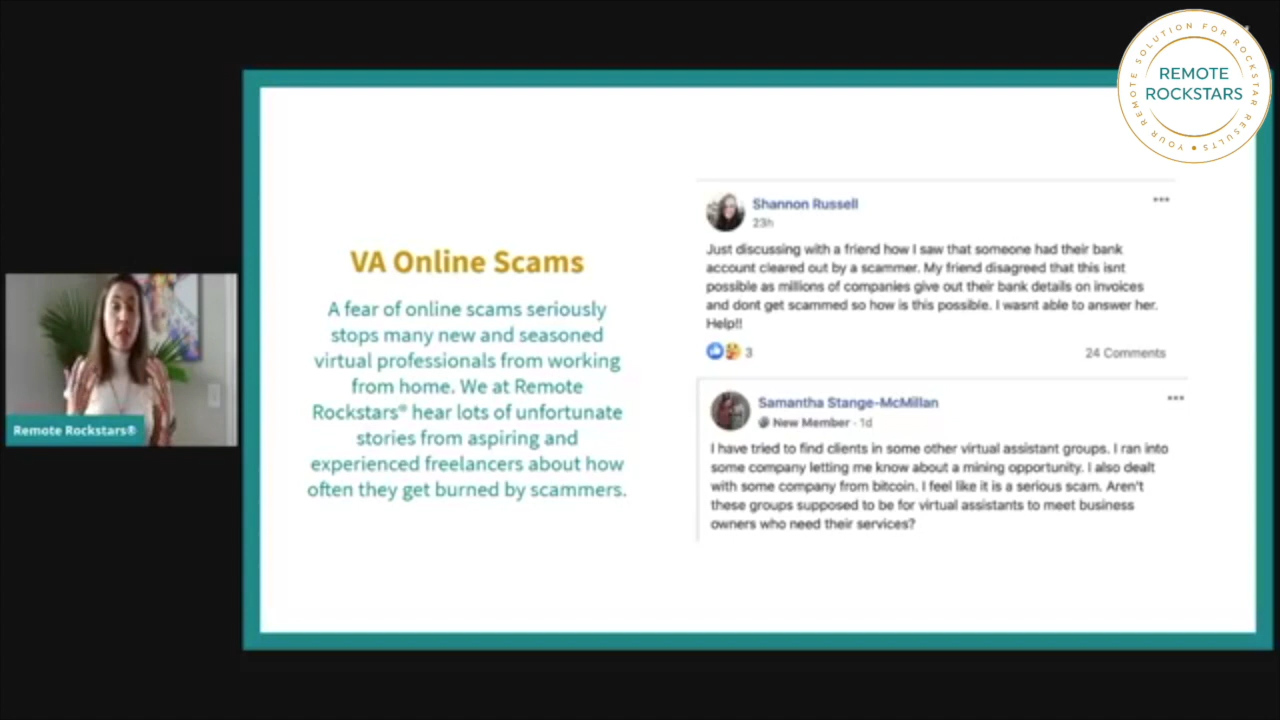 YOUR REMOTE SOLUTION FOR ROCKSTAR RESULTS
REMOTE
ROCKSTARS
VA Online Scams
A fear of online scams seriously
stops many new and seasoned
virtual professionals from working
from home. We at Remote
Rockstars® hear lots of unfortunate
stories from aspiring and
experienced freelancers about how
often they get burned by scammers.
Shannon Russell
23h
Just discussing with a friend how I saw that someone had their bank
account cleared out by a scammer. My friend disagreed that this isnt
possible as millions of companies give out their bank details on invoices
and dont get scammed so how is this possible. I wasnt able to answer her.
Help!!
3
24 Comments
Samantha Stange-McMillan
New Member · 1d
I have tried to find clients in some other virtual assistant groups. I ran into
some company letting me know about a mining opportunity. I also dealt
with some company from bitcoin. I feel like it is a serious scam. Aren't
these groups supposed to be for virtual assistants to meet business
owners who need their services?
Remote Rockstars®